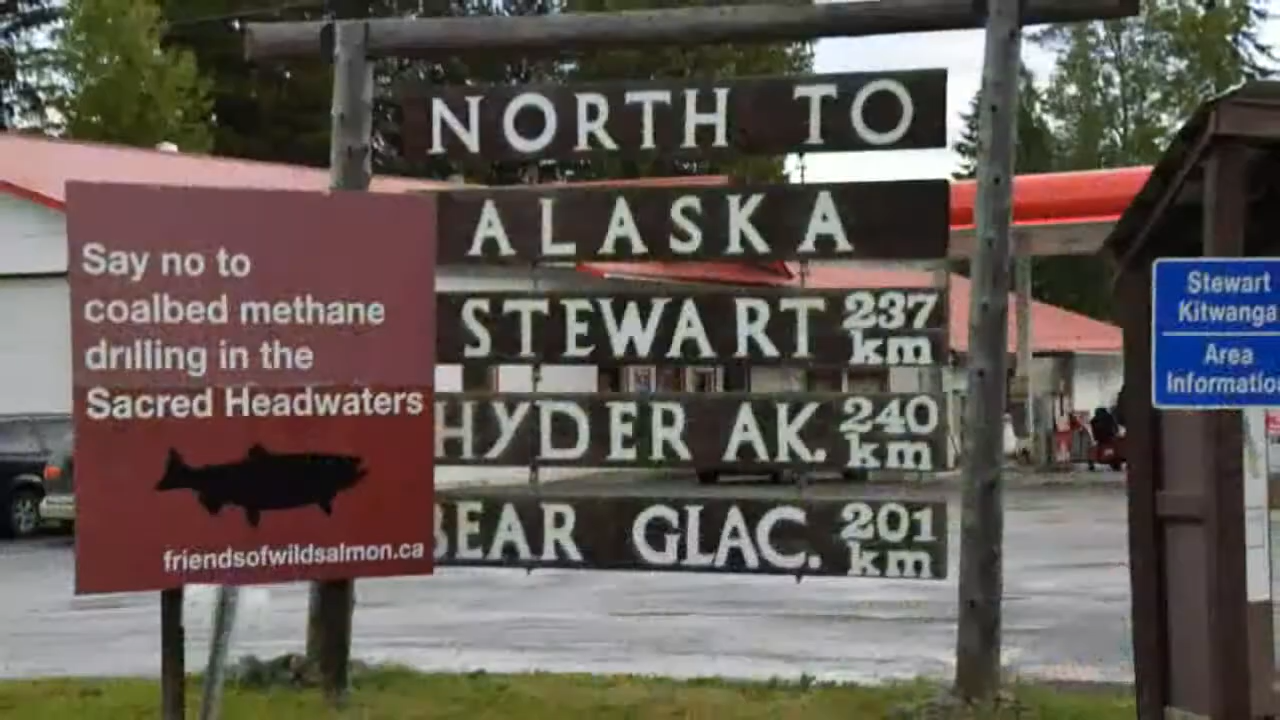 NORTH TO
ALASKA
STEWART 237 km
HYDER AK. 240 km
BEAR GLAC. 201 km
Say no to
coalbed methane
drilling in the
Sacred Headwaters
friendsofwildsalmon.ca
Stewart
Kitwanga
Area
Informatio